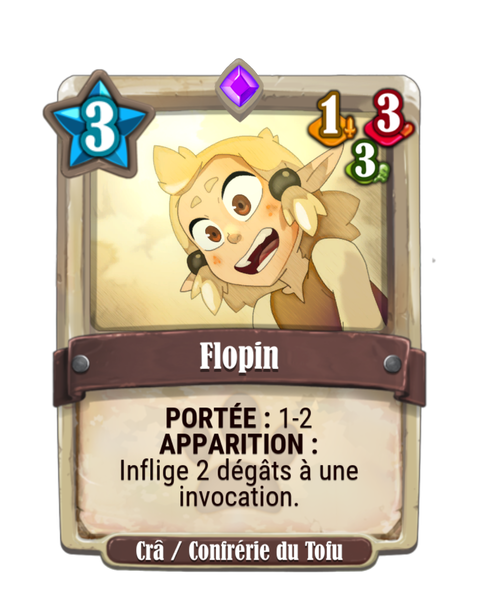 3
1
3
3
Flopin
PORTÉE : 1-2
APPARITION :
Inflige 2 dégâts à une
invocation.
Crâ / Confrérie du Tofu